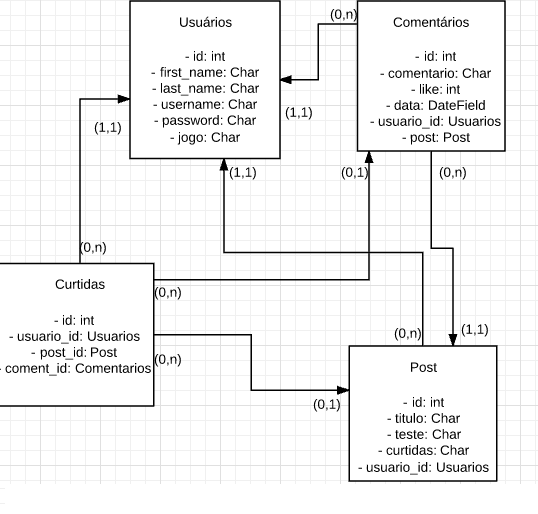 Usuários
- id: int
- first_name: Char
- last_name: Char
- username: Char
- password: Char
- jogo: Char
(0,n)
Comentários
- id: int
- comentario: Char
- like: int
- data: DateField
- usuario_id: Usuarios
- post: Post
(1,1)
(1,1)
(1,1)
(0,1)
(0,n)
(0,n)
Curtidas
- id: int
- usuario_id: Usuarios
- post_id: Post
- coment_id: Comentarios
(0,n)
(0,n)
(0,n)
(1,1)
(0,1)
Post
- id: int
- titulo: Char
- teste: Char
- curtidas: Char
- usuario_id: Usuarios